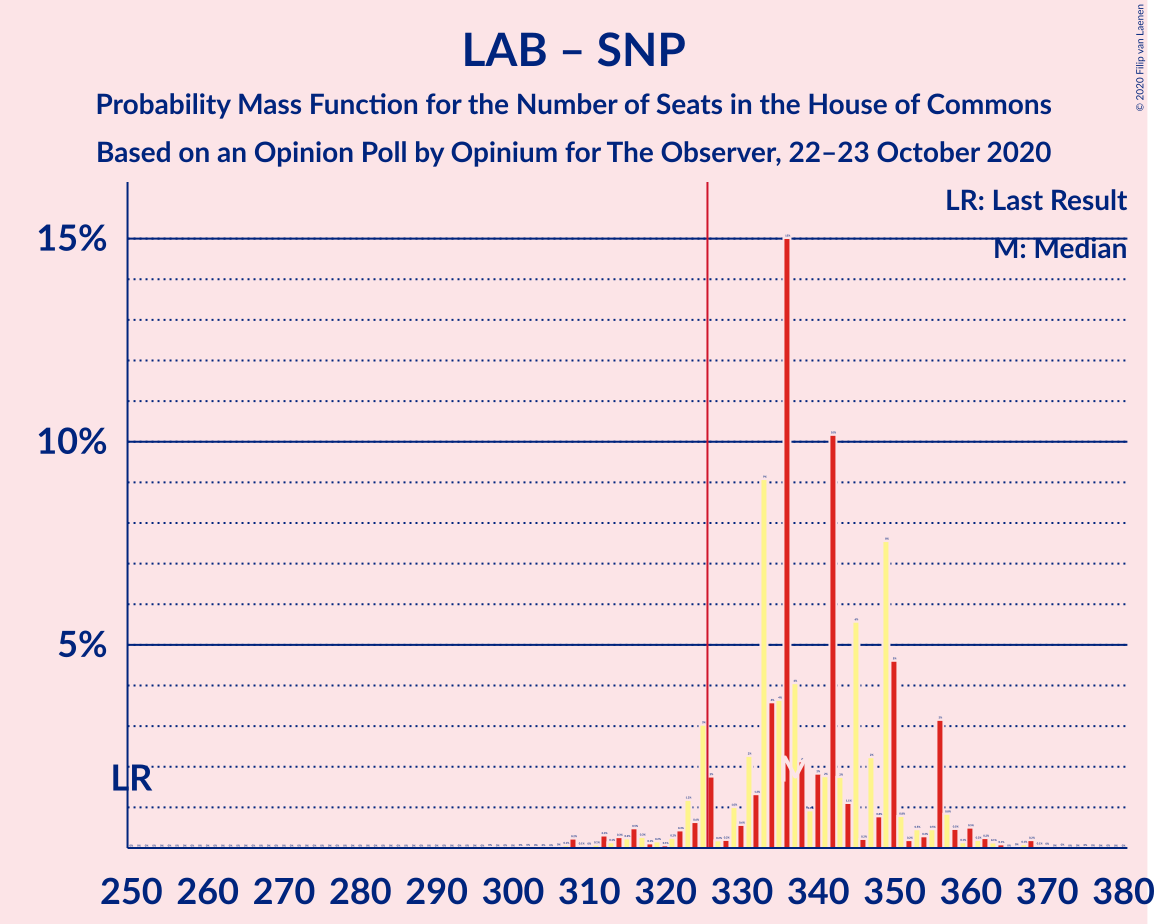 LAB – SNP
Probability Mass Function for the Number of Seats in the House of Commons
Based on an Opinion Poll by Opinium for The Observer, 22–23 October 2020
© 2020 Filip van Laenen
LR: Last Result
M: Median
15%
10%
5%
LR
M
250 260 270 280 290 300 310 320 330 340 350 360 370 380